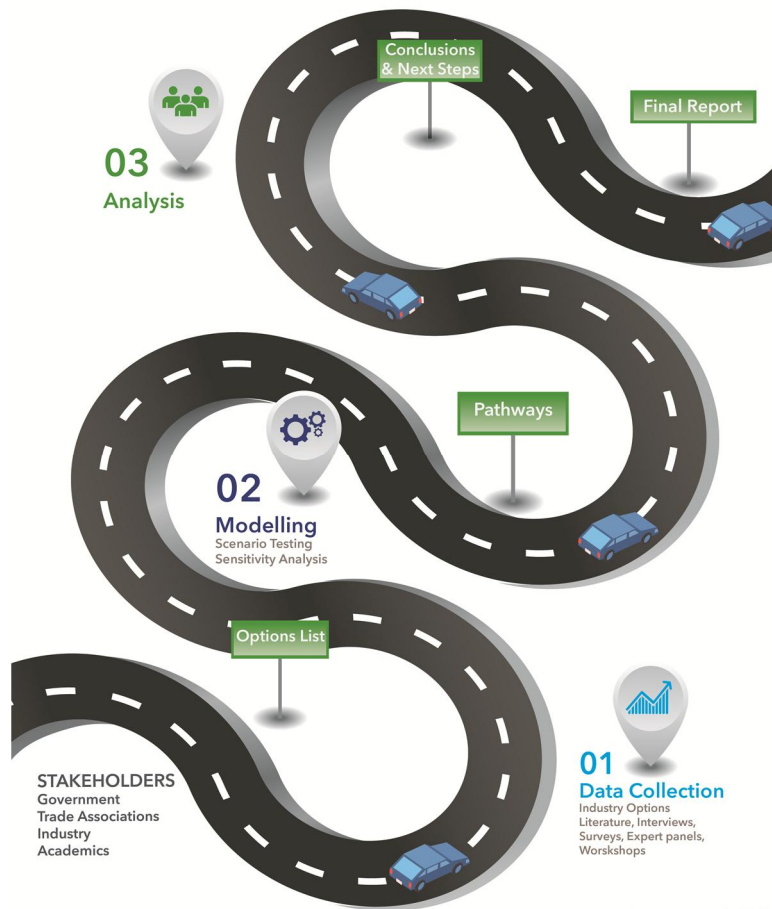 Conclusions
& Next Steps
Final Report
03
Analysis
Pathways
02
Modelling
Scenario Testing
Sensitivity Analysis
Options List
STAKEHOLDERS
Government
Trade Associations
Industry
Academics
01
Data Collection
Industry Options
Literature, Interviews,
Surveys, Expert panels,
Worskshops